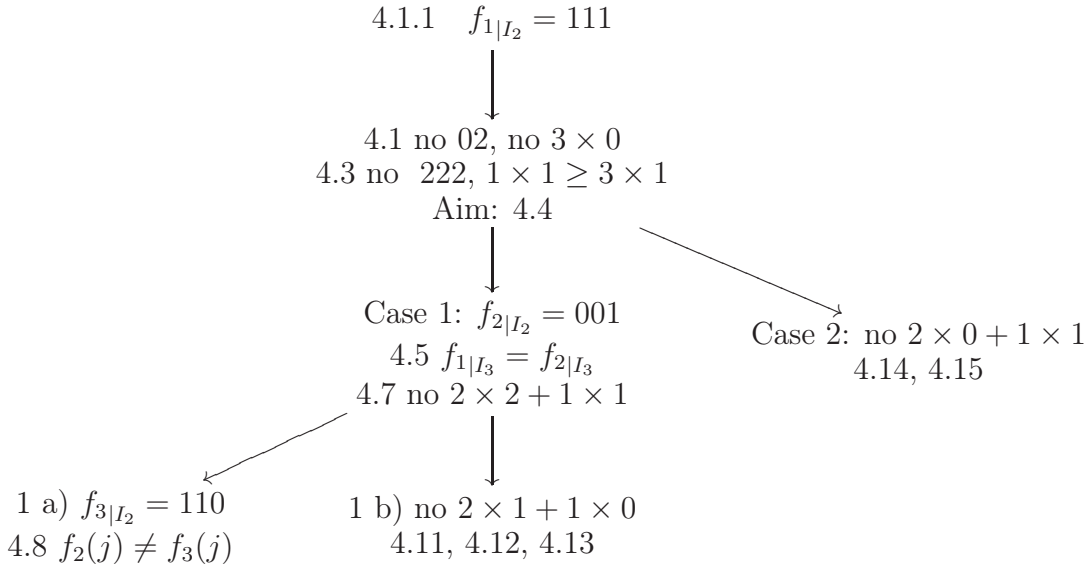 4.1.1 f_{1|I_2} = 111
4.1 no 02, no 3 × 0
4.3 no 222, 1 × 1 ≥ 3 × 1
Aim: 4.4
Case 1: f_{2|I_2} = 001
4.5 f_{1|I_3} = f_{2|I_3}
4.7 no 2 × 2 + 1 × 1
Case 2: no 2 × 0 + 1 × 1
4.14, 4.15
1 a) f_{3|I_2} = 110
4.8 f_2(j) ≠ f_3(j)
1 b) no 2 × 1 + 1 × 0
4.11, 4.12, 4.13